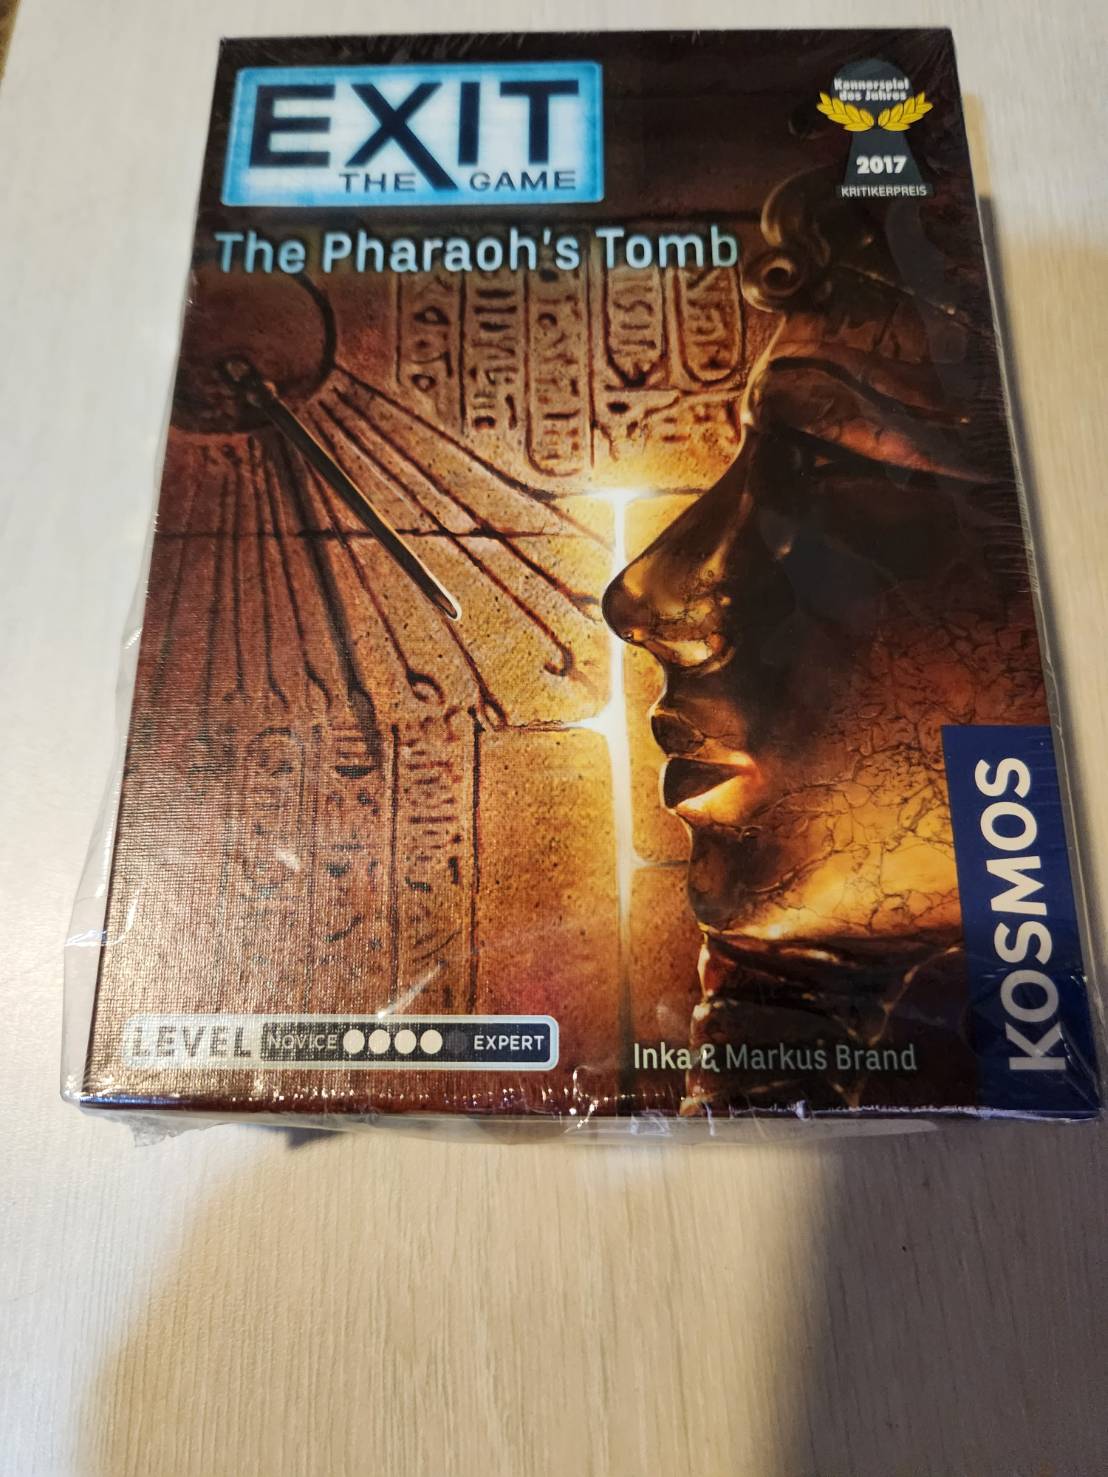 EXIT
THE GAME
Kennerspiel
des Jahres
2017
KRITIKERPREIS
The Pharaoh's Tomb
KOSMOS
LEVEL NOVICE EXPERT
Inka & Markus Brand